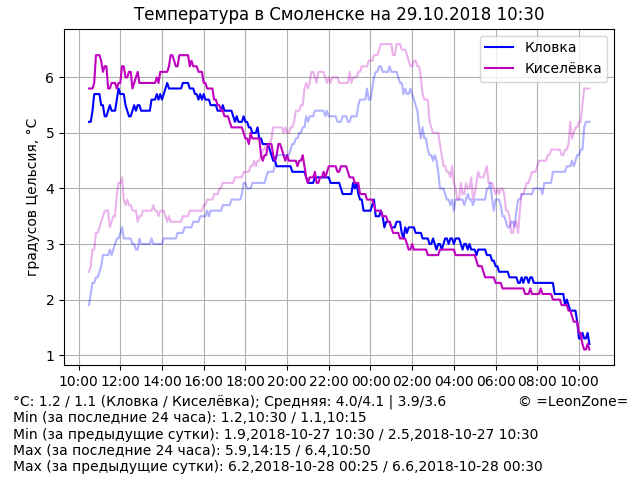 Температура в Смоленске на 29.10.2018 10:30
Кловка
Киселёвка
градусов Цельсия, °C
6
5
4
3
2
1
10:00 12:00 14:00 16:00 18:00 20:00 22:00 00:00 02:00 04:00 06:00 08:00 10:00
°C: 1.2 / 1.1 (Кловка / Киселёвка); Средняя: 4.0/4.1 | 3.9/3.6 © =LeonZone=
Min (за последние 24 часа): 1.2,10:30 / 1.1,10:15
Min (за предыдущие сутки): 1.9,2018-10-27 10:30 / 2.5,2018-10-27 10:30
Max (за последние 24 часа): 5.9,14:15 / 6.4,10:50
Max (за предыдущие сутки): 6.2,2018-10-28 00:25 / 6.6,2018-10-28 00:30